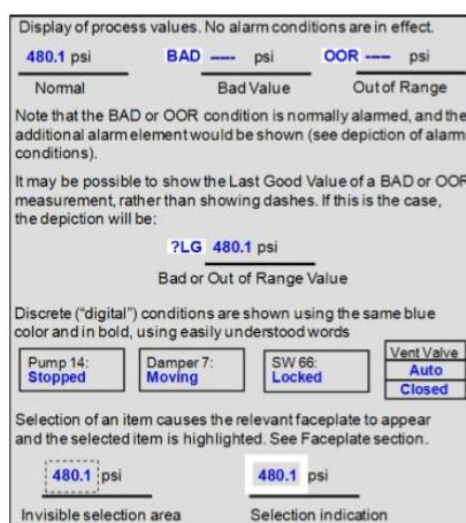 Display of process values. No alarm conditions are in effect.
480.1 psi BAD ---- psi OOR ---- psi
Normal Bad Value Out of Range
Note that the BAD or OOR condition is normally alarmed, and the
additional alarm element would be shown (see depiction of alarm
conditions).
It may be possible to show the Last Good Value of a BAD or OOR
measurement, rather than showing dashes. If this is the case,
the depiction will be:
?LG 480.1 psi
Bad or Out of Range Value
Discrete ("digital") conditions are shown using the same blue
color and in bold, using easily understood words
Pump 14:
Stopped
Damper 7:
Moving
SW 66:
Locked
Vent Valve
Auto
Closed
Selection of an item causes the relevant faceplate to appear
and the selected item is highlighted. See Faceplate section.
480.1 psi 480.1 psi
Invisible selection area Selection indication